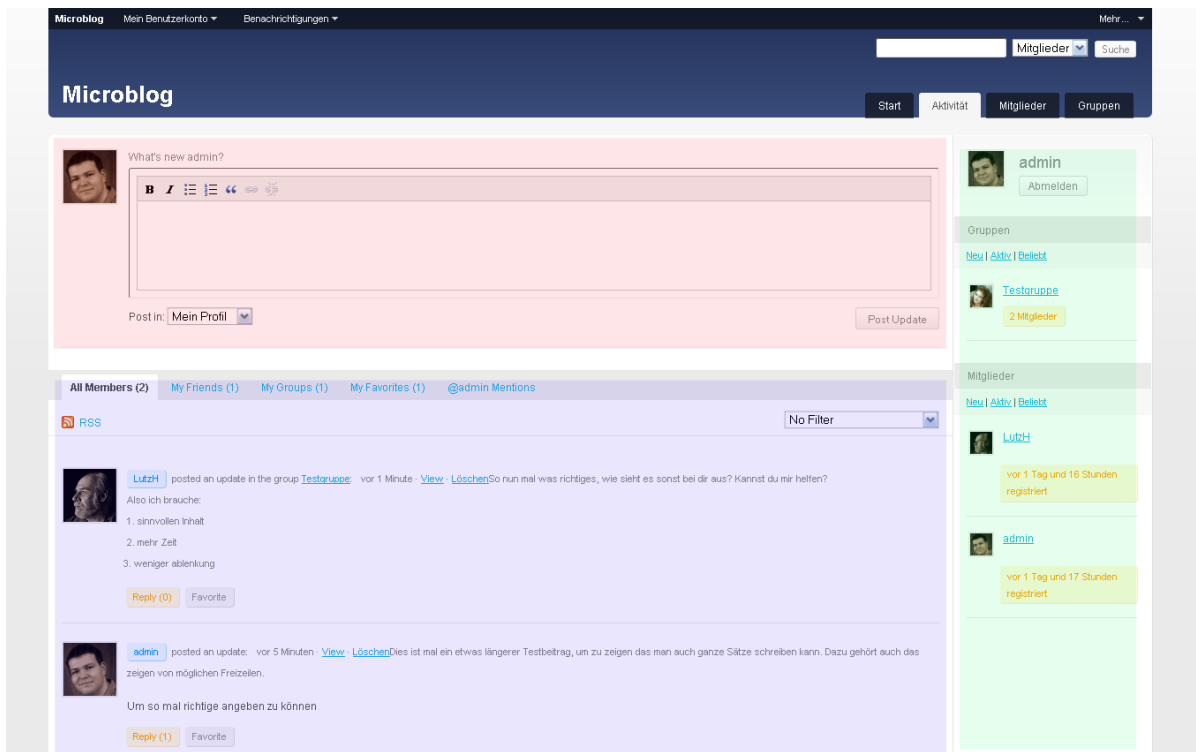 Microblog Mein Benutzerkonto Benachrichtigungen Mehr...
Mitglieder Suche
Microblog
Start Aktivität Mitglieder Gruppen
What's new admin?
B I
Post in: Mein Profil Post Update
All Members (2) My Friends (1) My Groups (1) My Favorites (1) @admin Mentions
RSS No Filter
LutzH posted an update in the group Testgruppe: vor 1 Minute · View · LöschenSo nun mal was richtiges, wie sieht es sonst bei dir aus? Kannst du mir helfen?
Also ich brauche:
1. sinnvollen Inhalt
2. mehr Zeit
3. weniger ablenkung
Reply (0) Favorite
admin posted an update: vor 5 Minuten · View · LöschenDies ist mal ein etwas längerer Testbeitrag, um zu zeigen das man auch ganze Sätze schreiben kann. Dazu gehört auch das
zeigen von möglichen Freizeilen.
Um so mal richtige angeben zu können
Reply (1) Favorite
admin
Abmelden
Gruppen
Neu | Aktiv | Beliebt
Testgruppe
2 Mitglieder
Mitglieder
Neu | Aktiv | Beliebt
LutzH
vor 1 Tag und 16 Stunden
registriert
admin
vor 1 Tag und 17 Stunden
registriert